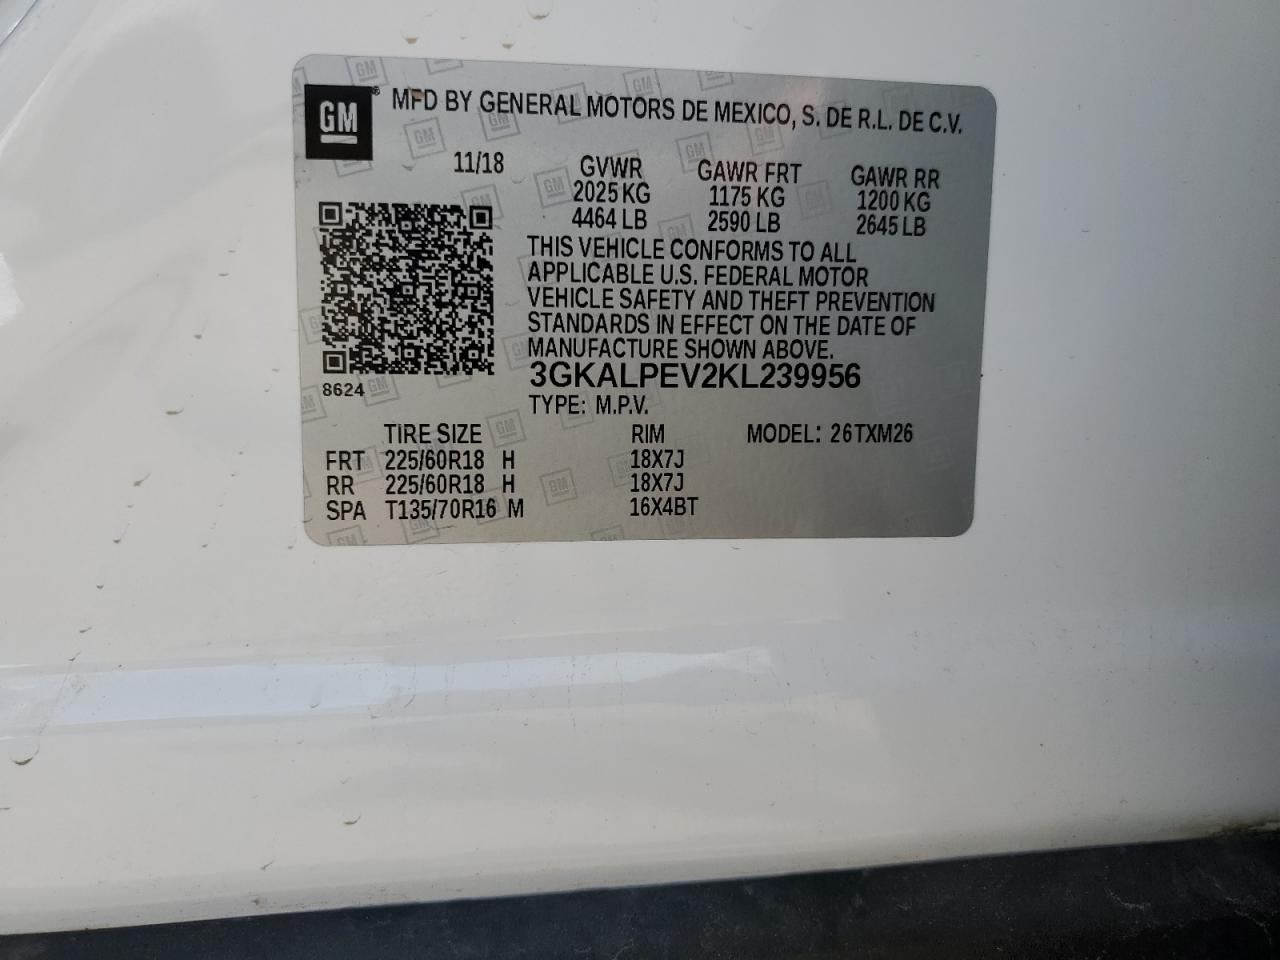 GM ® MFD BY GENERAL MOTORS DE MEXICO, S. DE R.L. DE C.V.
11/18 GVWR GAWR FRT GAWR RR
2025 KG 1175 KG 1200 KG
4464 LB 2590 LB 2645 LB
THIS VEHICLE CONFORMS TO ALL
APPLICABLE U.S. FEDERAL MOTOR
VEHICLE SAFETY AND THEFT PREVENTION
STANDARDS IN EFFECT ON THE DATE OF
MANUFACTURE SHOWN ABOVE.
8624 3GKALPEV2KL239956
TYPE: M.P.V.
TIRE SIZE RIM MODEL: 26TXM26
FRT 225/60R18 H 18X7J
RR 225/60R18 H 18X7J
SPA T135/70R16 M 16X4BT